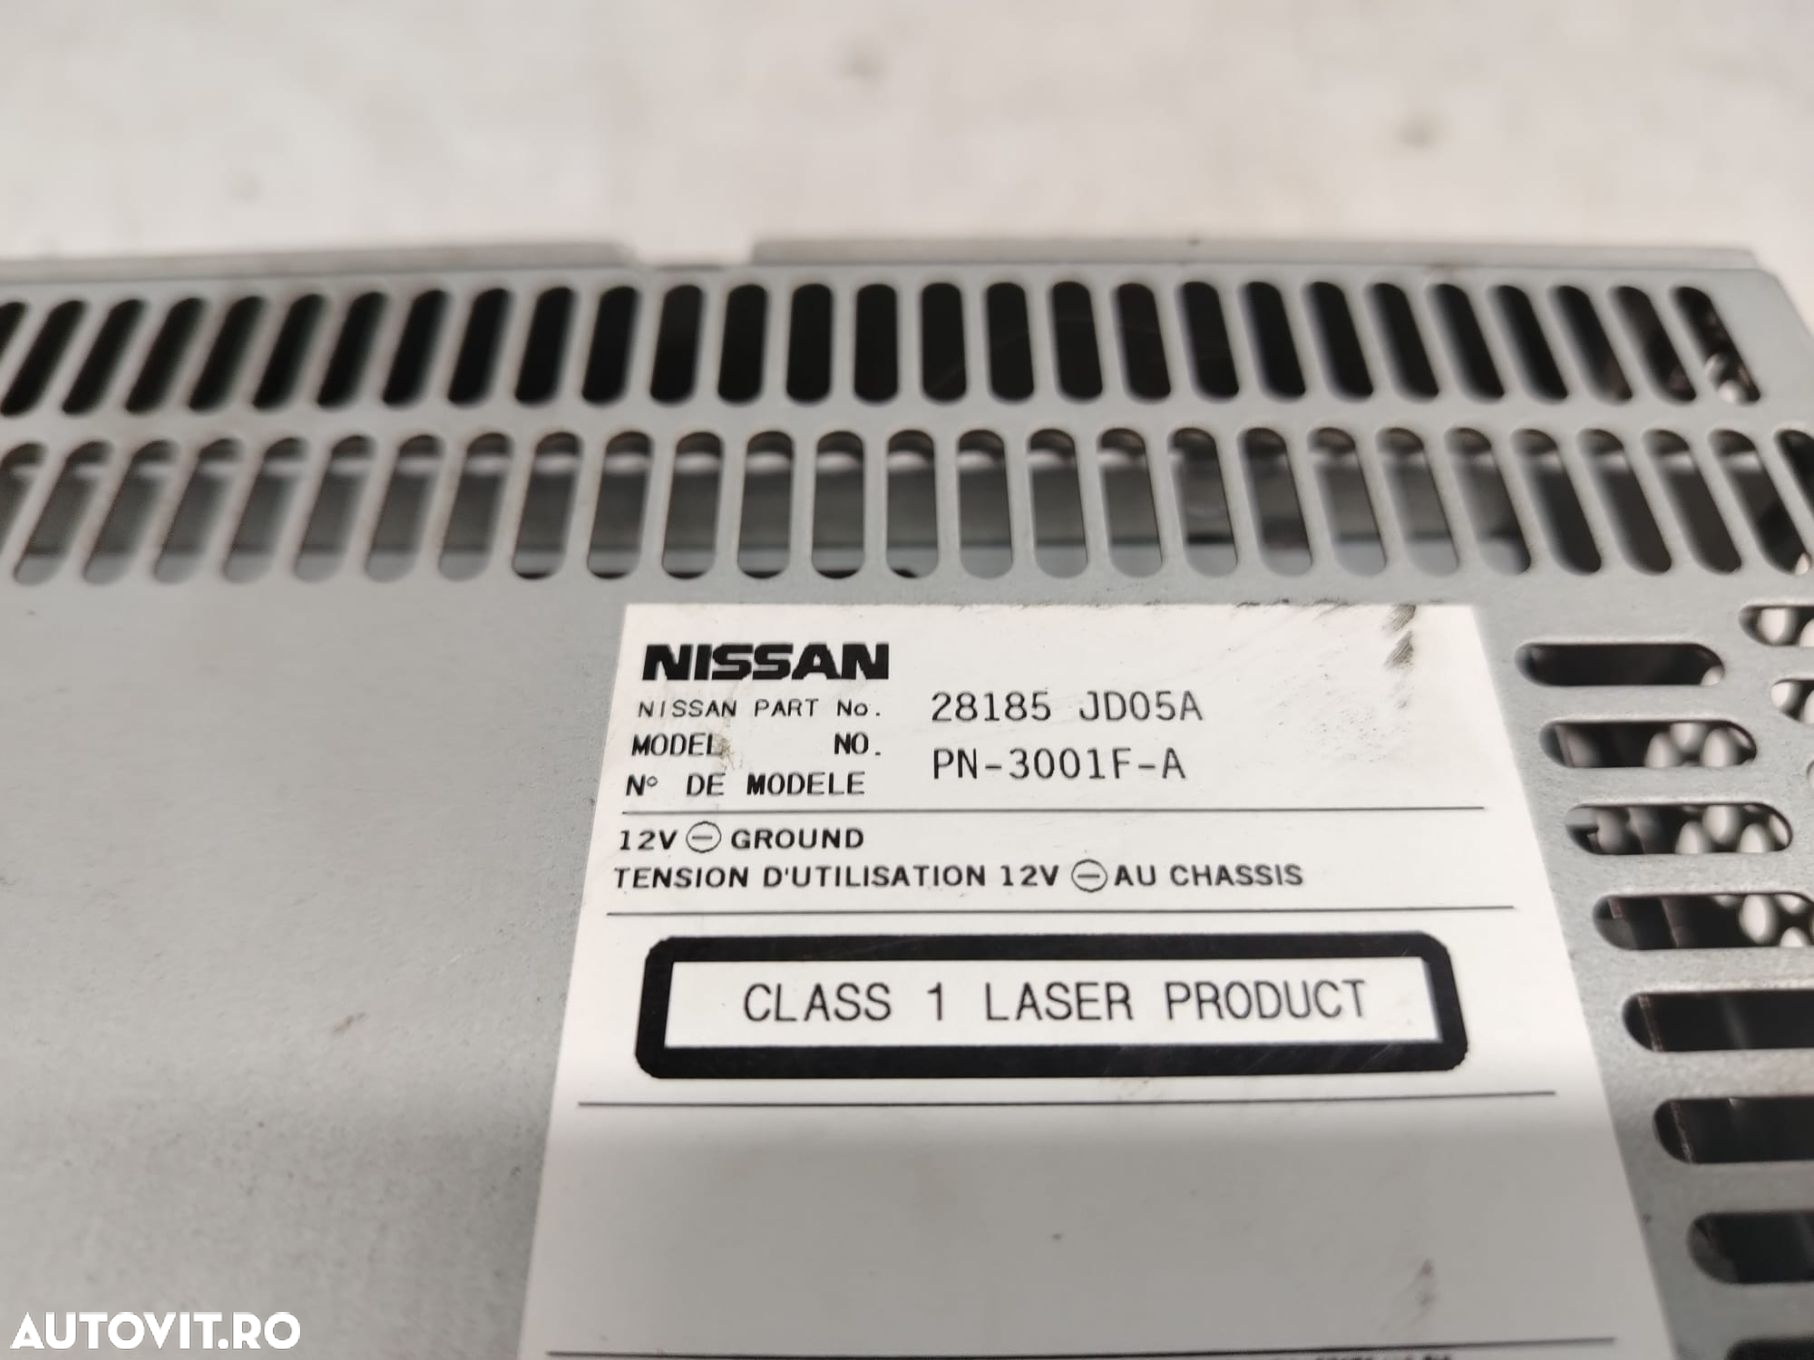 NISSAN
NISSAN PART No. 28185 JD05A
MODEL NO. PN-3001F-A
N° DE MODELE
12V ⊖ GROUND
TENSION D'UTILISATION 12V ⊖ AU CHASSIS
CLASS 1 LASER PRODUCT
AUTOVIT.RO